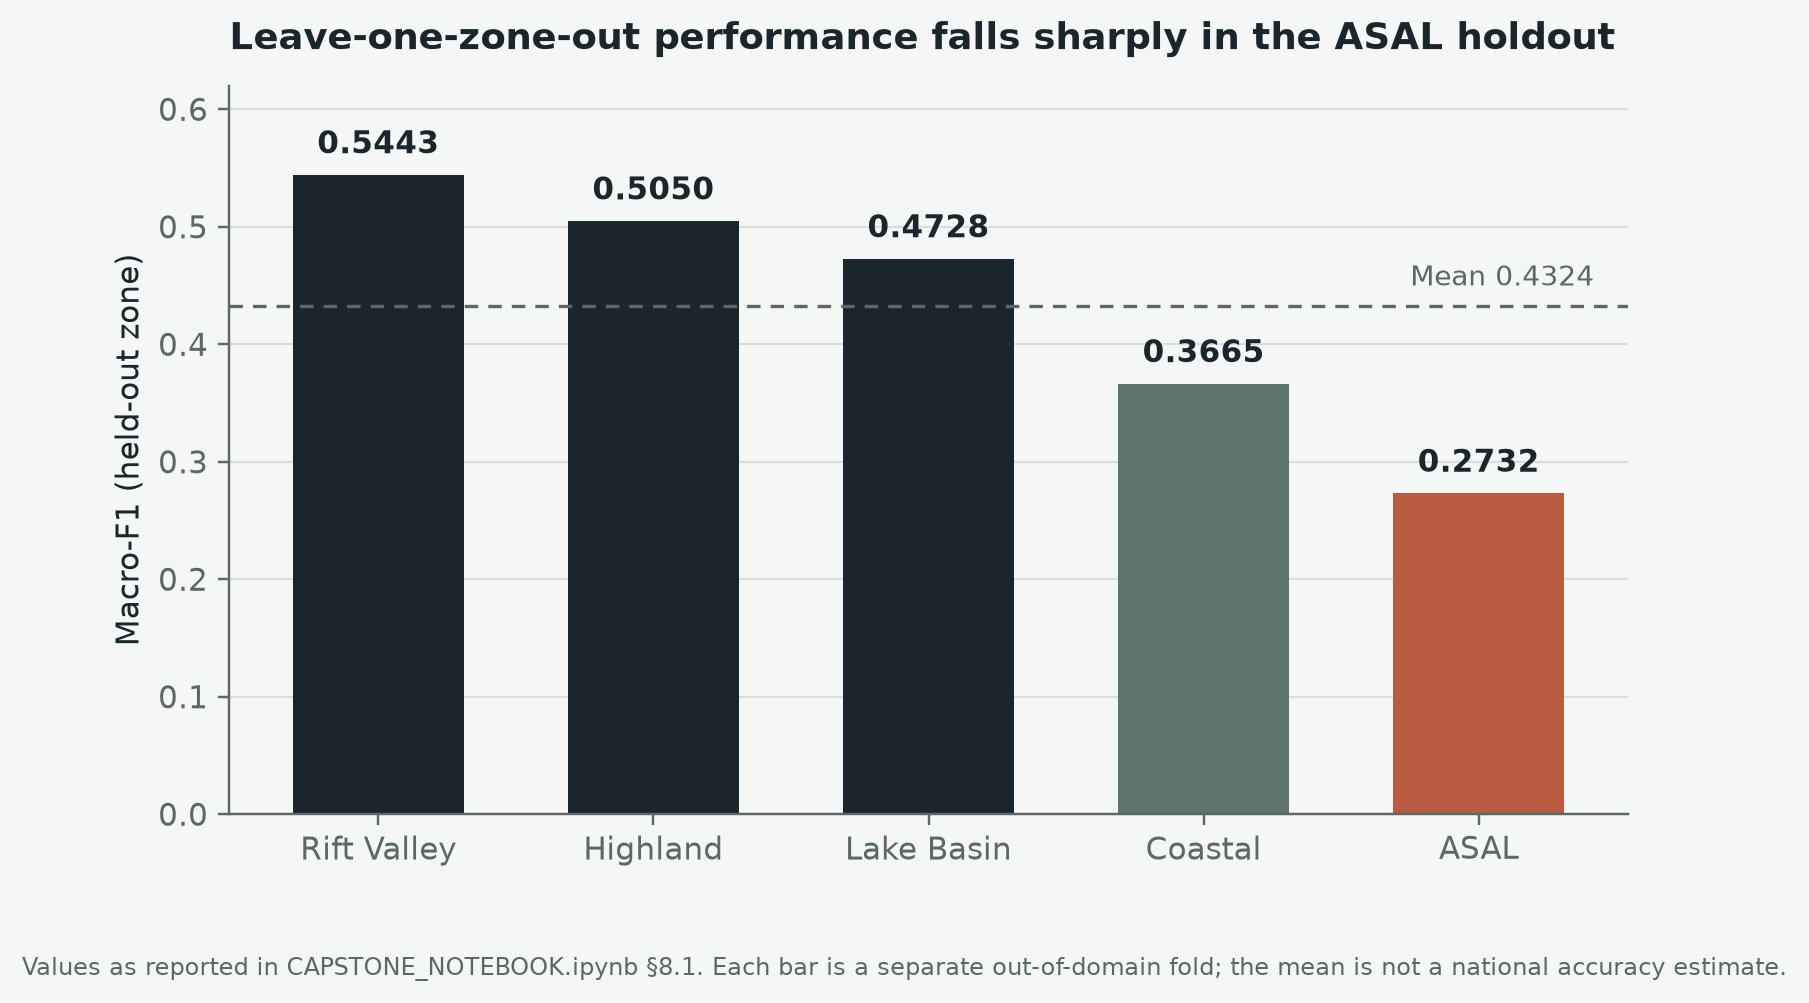 Leave-one-zone-out performance falls sharply in the ASAL holdout
Macro-F1 (held-out zone)
0.6
0.5
0.4
0.3
0.2
0.1
0.0
0.5443
0.5050
0.4728
0.3665
0.2732
Mean 0.4324
Rift Valley
Highland
Lake Basin
Coastal
ASAL
Values as reported in CAPSTONE_NOTEBOOK.ipynb §8.1. Each bar is a separate out-of-domain fold; the mean is not a national accuracy estimate.